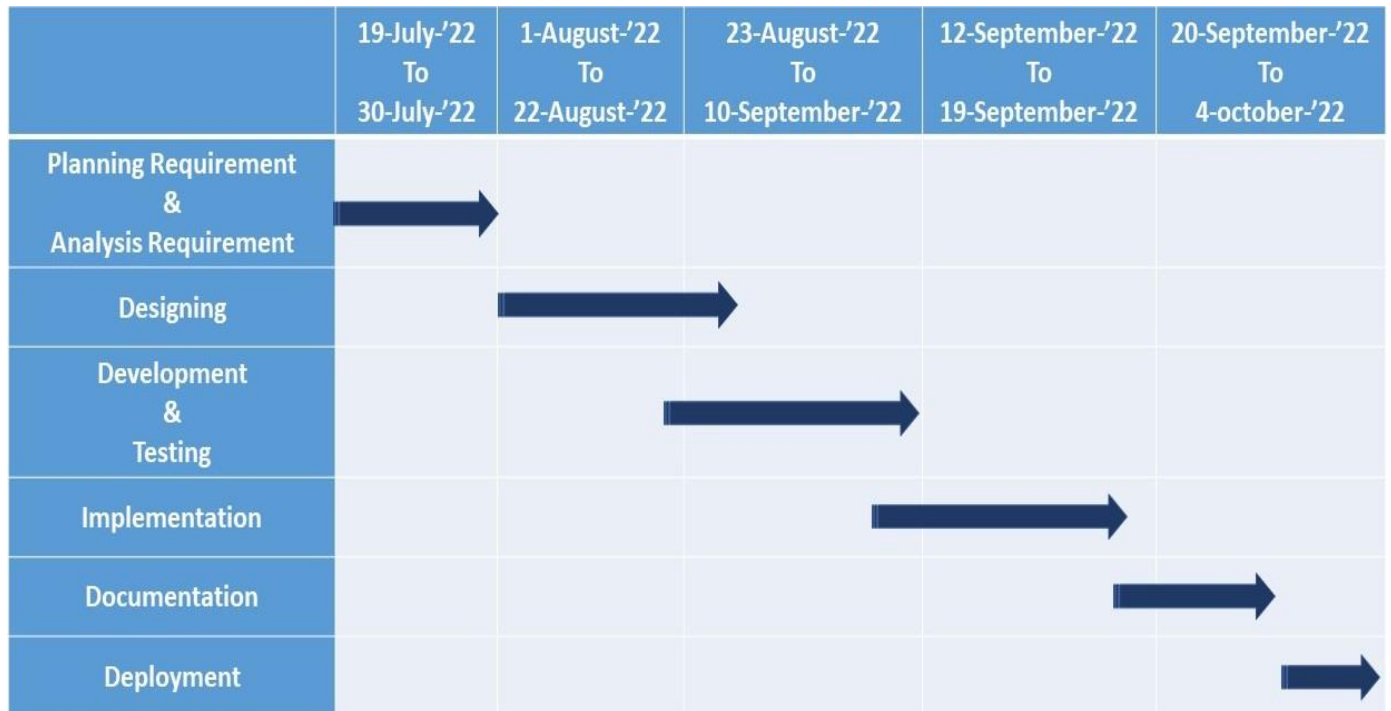 19-July-’22
To
30-July-’22
1-August-’22
To
22-August-’22
23-August-’22
To
10-September-’22
12-September-’22
To
19-September-’22
20-September-’22
To
4-october-’22
Planning Requirement
&
Analysis Requirement
Designing
Development
&
Testing
Implementation
Documentation
Deployment